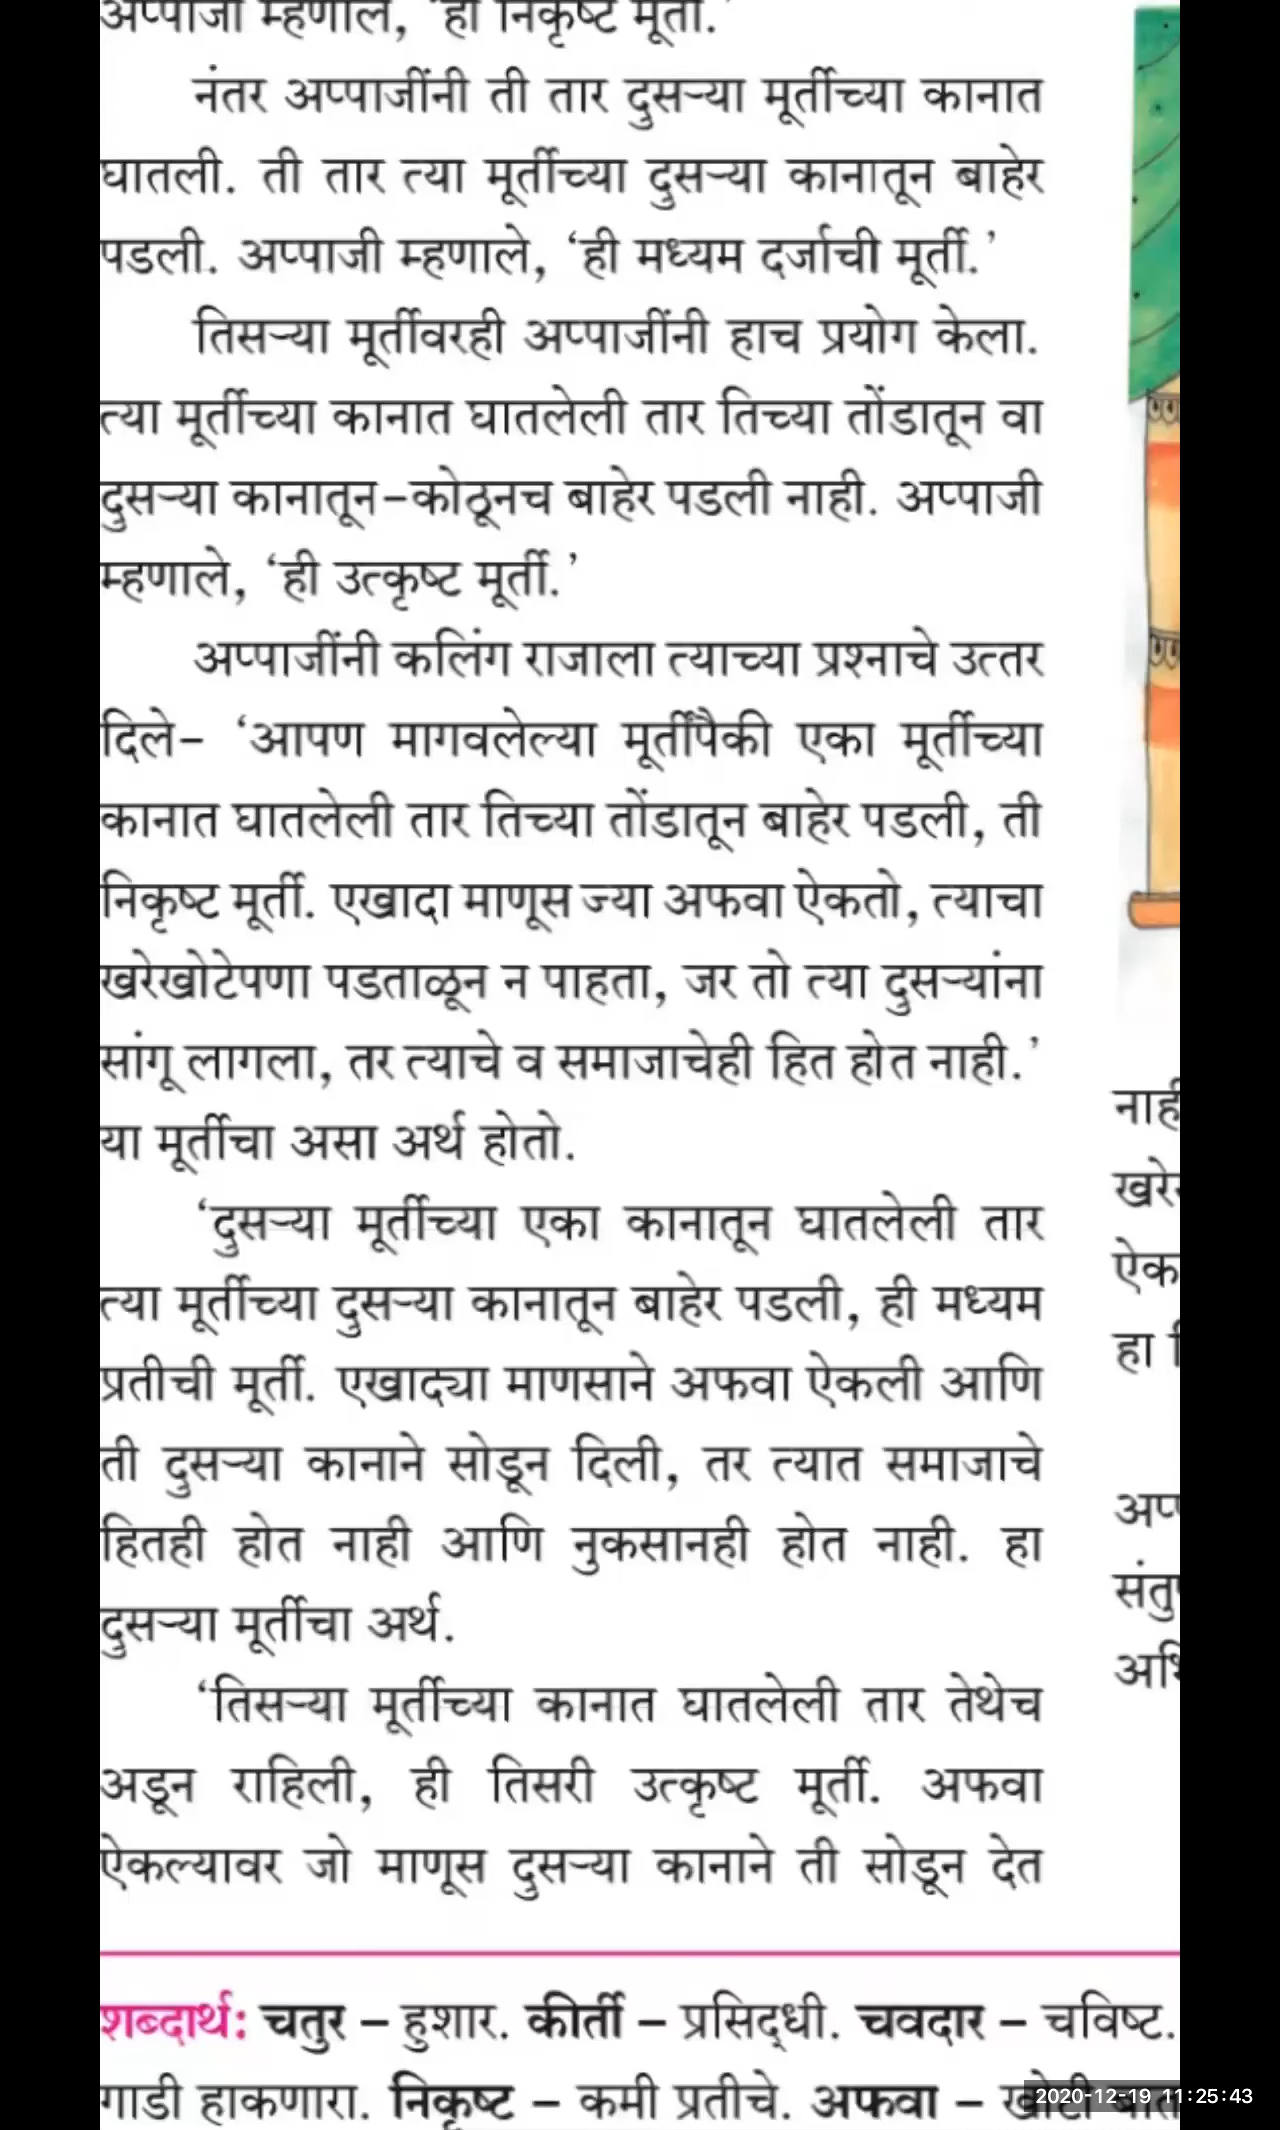 अप्पाजी म्हणाले, ‘ही निकृष्ट मूर्ती.’
नंतर अप्पाजींनी ती तार दुसऱ्या मूर्तीच्या कानात
घातली. ती तार त्या मूर्तीच्या दुसऱ्या कानातून बाहेर
पडली. अप्पाजी म्हणाले, ‘ही मध्यम दर्जाची मूर्ती.’
तिसऱ्या मूर्तीवरही अप्पाजींनी हाच प्रयोग केला.
त्या मूर्तीच्या कानात घातलेली तार तिच्या तोंडातून वा
दुसऱ्या कानातून-कोठूनच बाहेर पडली नाही. अप्पाजी
म्हणाले, ‘ही उत्कृष्ट मूर्ती.’
अप्पाजींनी कलिंग राजाला त्याच्या प्रश्नाचे उत्तर
दिले- ‘आपण मागवलेल्या मूर्तींपैकी एका मूर्तीच्या
कानात घातलेली तार तिच्या तोंडातून बाहेर पडली, ती
निकृष्ट मूर्ती. एखादा माणूस ज्या अफवा ऐकतो, त्याचा
खरेखोटेपणा पडताळून न पाहता, जर तो त्या दुसऱ्यांना
सांगू लागला, तर त्याचे व समाजाचेही हित होत नाही.’
या मूर्तीचा असा अर्थ होतो.
‘दुसऱ्या मूर्तीच्या एका कानातून घातलेली तार
त्या मूर्तीच्या दुसऱ्या कानातून बाहेर पडली, ही मध्यम
प्रतीची मूर्ती. एखाद्या माणसाने अफवा ऐकली आणि
ती दुसऱ्या कानाने सोडून दिली, तर त्यात समाजाचे
हितही होत नाही आणि नुकसानही होत नाही. हा
दुसऱ्या मूर्तीचा अर्थ.
‘तिसऱ्या मूर्तीच्या कानात घातलेली तार तेथेच
अडून राहिली, ही तिसरी उत्कृष्ट मूर्ती. अफवा
ऐकल्यावर जो माणूस दुसऱ्या कानाने ती सोडून देत
हा
शब्दार्थ: चतुर - हुशार. कीर्ती - प्रसिद्धी. चवदार - चविष्ट.
गाडी हाकणारा. निकृष्ट - कमी प्रतीचे. अफवा - खोटी
2020-12-19 11:25:43